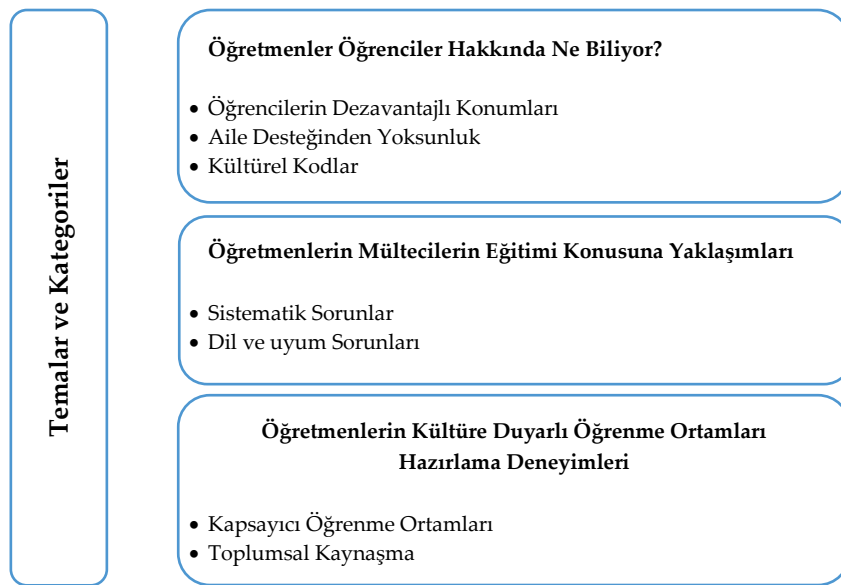 Temalar ve Kategoriler
Öğretmenler Öğrenciler Hakkında Ne Biliyor?
• Öğrencilerin Dezavantajlı Konumları
• Aile Desteğinden Yoksunluk
• Kültürel Kodlar
Öğretmenlerin Mültecilerin Eğitimi Konusuna Yaklaşımları
• Sistematik Sorunlar
• Dil ve uyum Sorunları
Öğretmenlerin Kültüre Duyarlı Öğrenme Ortamları
Hazırlama Deneyimleri
• Kapsayıcı Öğrenme Ortamları
• Toplumsal Kaynaşma